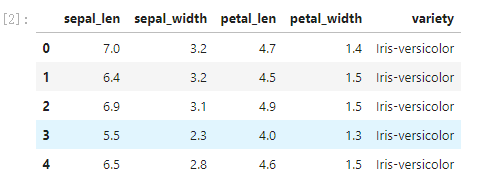 [2]:
sepal_len sepal_width petal_len petal_width variety
0 7.0 3.2 4.7 1.4 Iris-versicolor
1 6.4 3.2 4.5 1.5 Iris-versicolor
2 6.9 3.1 4.9 1.5 Iris-versicolor
3 5.5 2.3 4.0 1.3 Iris-versicolor
4 6.5 2.8 4.6 1.5 Iris-versicolor